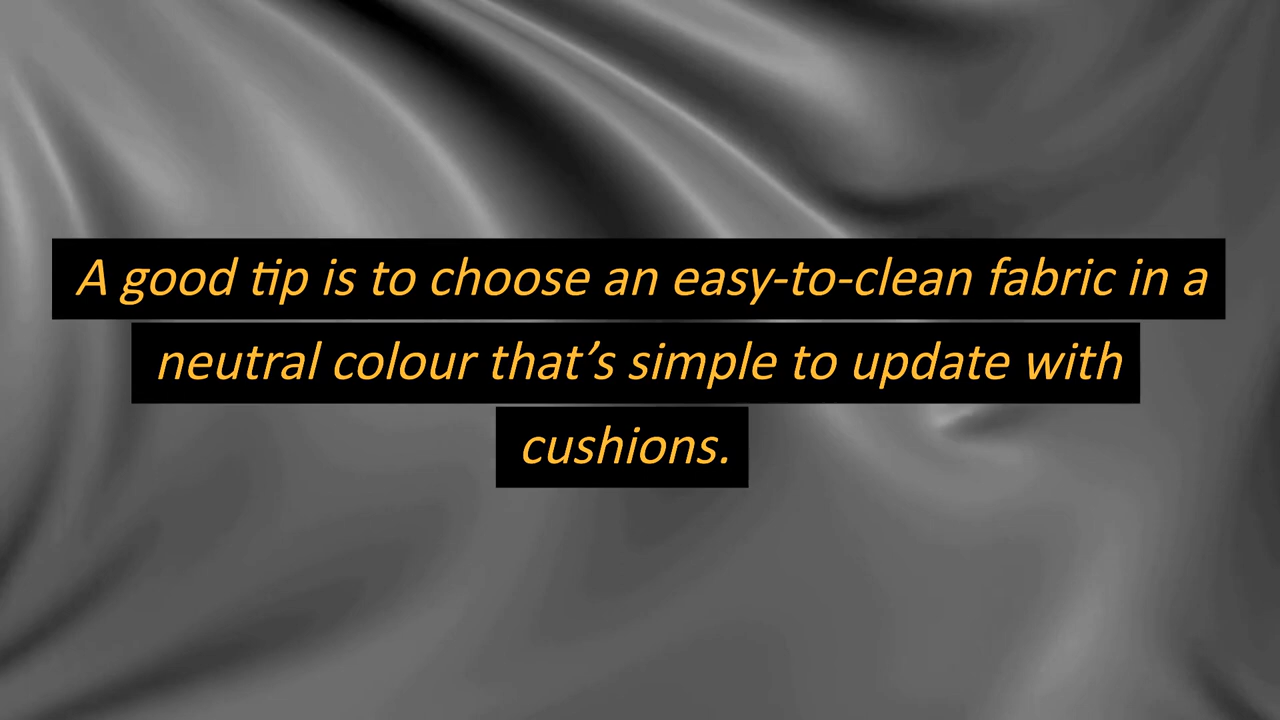 A good tip is to choose an easy-to-clean fabric in a
neutral colour that’s simple to update with
cushions.